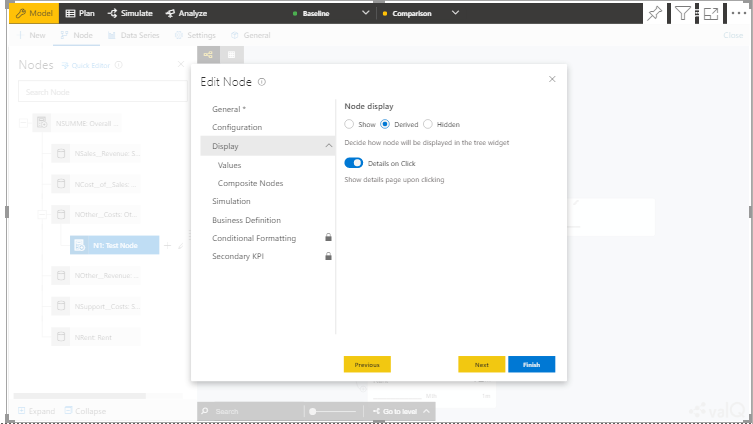 Model Plan Simulate Analyze Baseline Comparison
New Node Data Series Settings General Close
Nodes Quick Editor
Search Node
NSUMME: Overall ...
NSales_Revenue: S...
NCost_of_Sales: ...
NOther_Costs: Ot...
N1: Test Node
NOther_Revenue: ...
NSupport_Costs: S...
NRent: Rent
Expand Collapse
Edit Node
General *
Configuration
Display
Values
Composite Nodes
Simulation
Business Definition
Conditional Formatting
Secondary KPI
Node display
Show Derived Hidden
Decide how node will be displayed in the tree widget
Details on Click
Show details page upon clicking
Previous Next Finish
Search Go to level
valQ